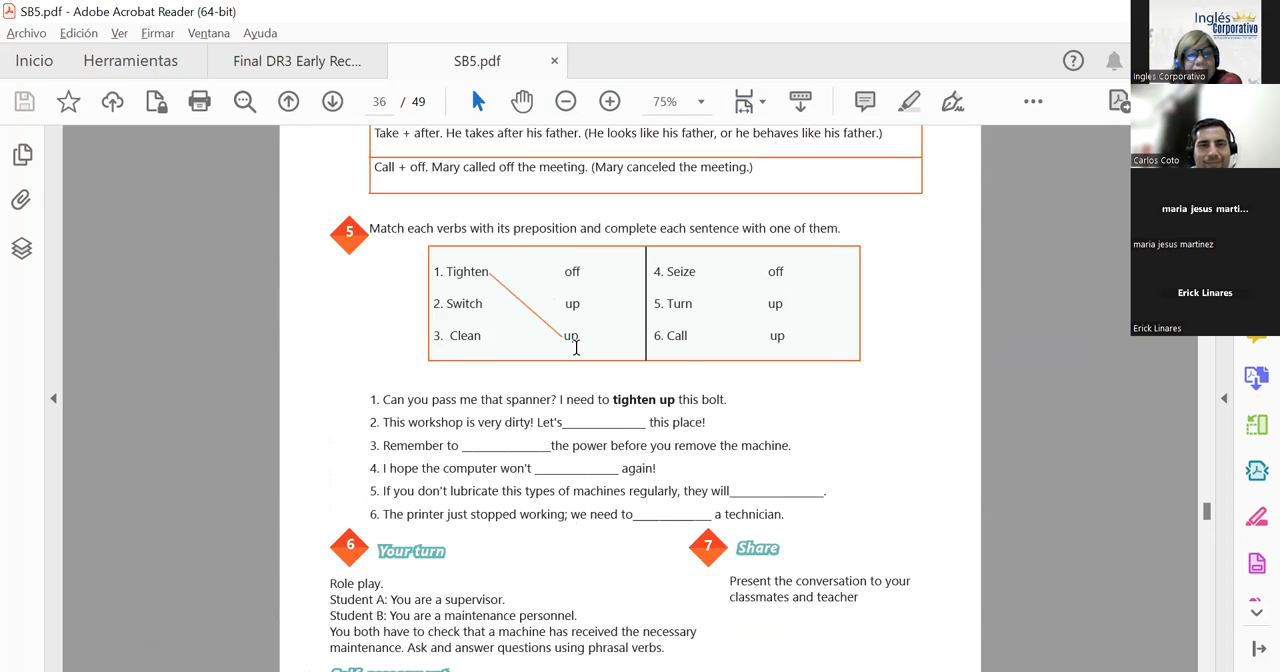 SB5.pdf - Adobe Acrobat Reader (64-bit)
Archivo Edición Ver Firmar Ventana Ayuda
Inicio Herramientas Final DR3 Early Rec... SB5.pdf ×
36 / 49 75%
Take + after. He takes after his father. (He looks like his father, or he behaves like his father.)
Call + off. Mary called off the meeting. (Mary canceled the meeting.)
5 Match each verbs with its preposition and complete each sentence with one of them.
1. Tighten off 4. Seize off
2. Switch up 5. Turn up
3. Clean up 6. Call up
1. Can you pass me that spanner? I need to tighten up this bolt.
2. This workshop is very dirty! Let's______________ this place!
3. Remember to _______________the power before you remove the machine.
4. I hope the computer won't ______________ again!
5. If you don't lubricate this types of machines regularly, they will________________.
6. The printer just stopped working; we need to_____________ a technician.
6 Your turn
Role play.
Student A: You are a supervisor.
Student B: You are a maintenance personnel.
You both have to check that a machine has received the necessary
maintenance. Ask and answer questions using phrasal verbs.
7 Share
Present the conversation to your
classmates and teacher
Inglés
Corporativo
Ingles Corporativo
Carlos Coto
maria jesus marti...
maria jesus martinez
Erick Linares
Erick Linares